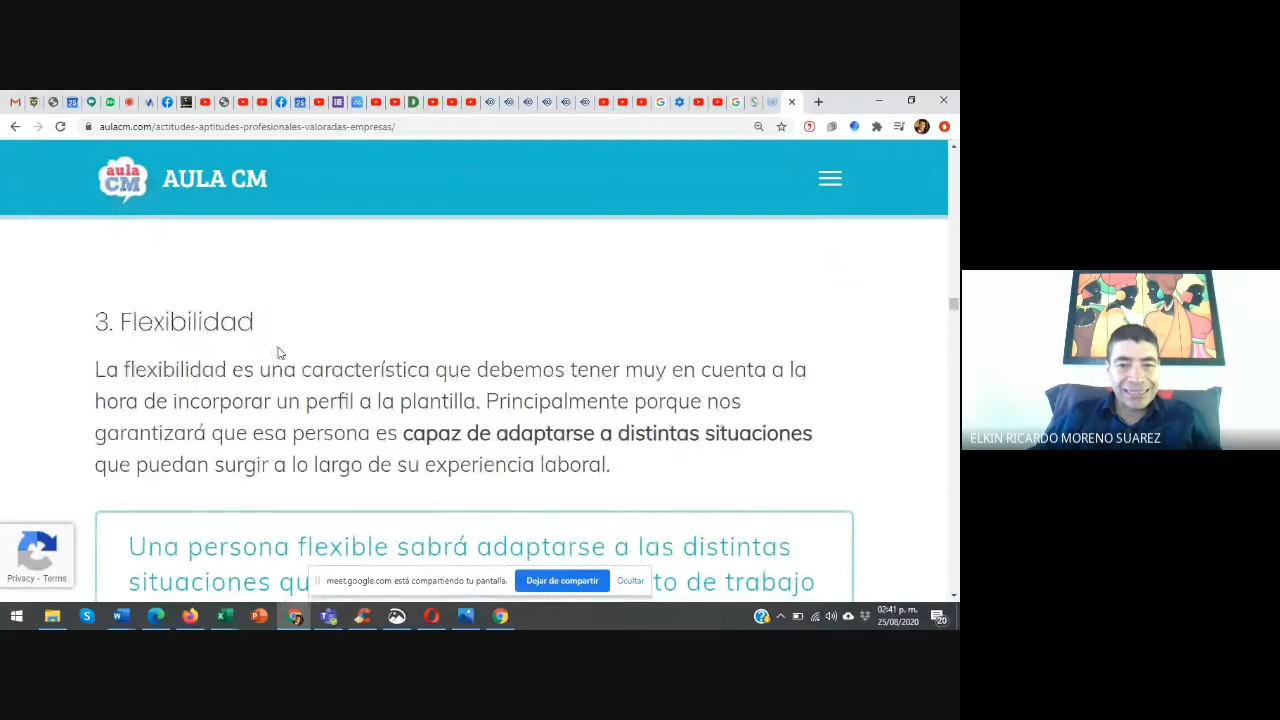 aulacm.com/actitudes-aptitudes-profesionales-valoradas-empresas/
aula
CM
AULA CM
3. Flexibilidad
La flexibilidad es una característica que debemos tener muy en cuenta a la
hora de incorporar un perfil a la plantilla. Principalmente porque nos
garantizará que esa persona es capaz de adaptarse a distintas situaciones
que puedan surgir a lo largo de su experiencia laboral.
Una persona flexible sabrá adaptarse a las distintas
situaciones qu to de trabajo
Privacy - Terms
meet.google.com está compartiendo tu pantalla.
Dejar de compartir
Ocultar
02:41 p. m.
25/08/2020
20
ELKIN RICARDO MORENO SUAREZ